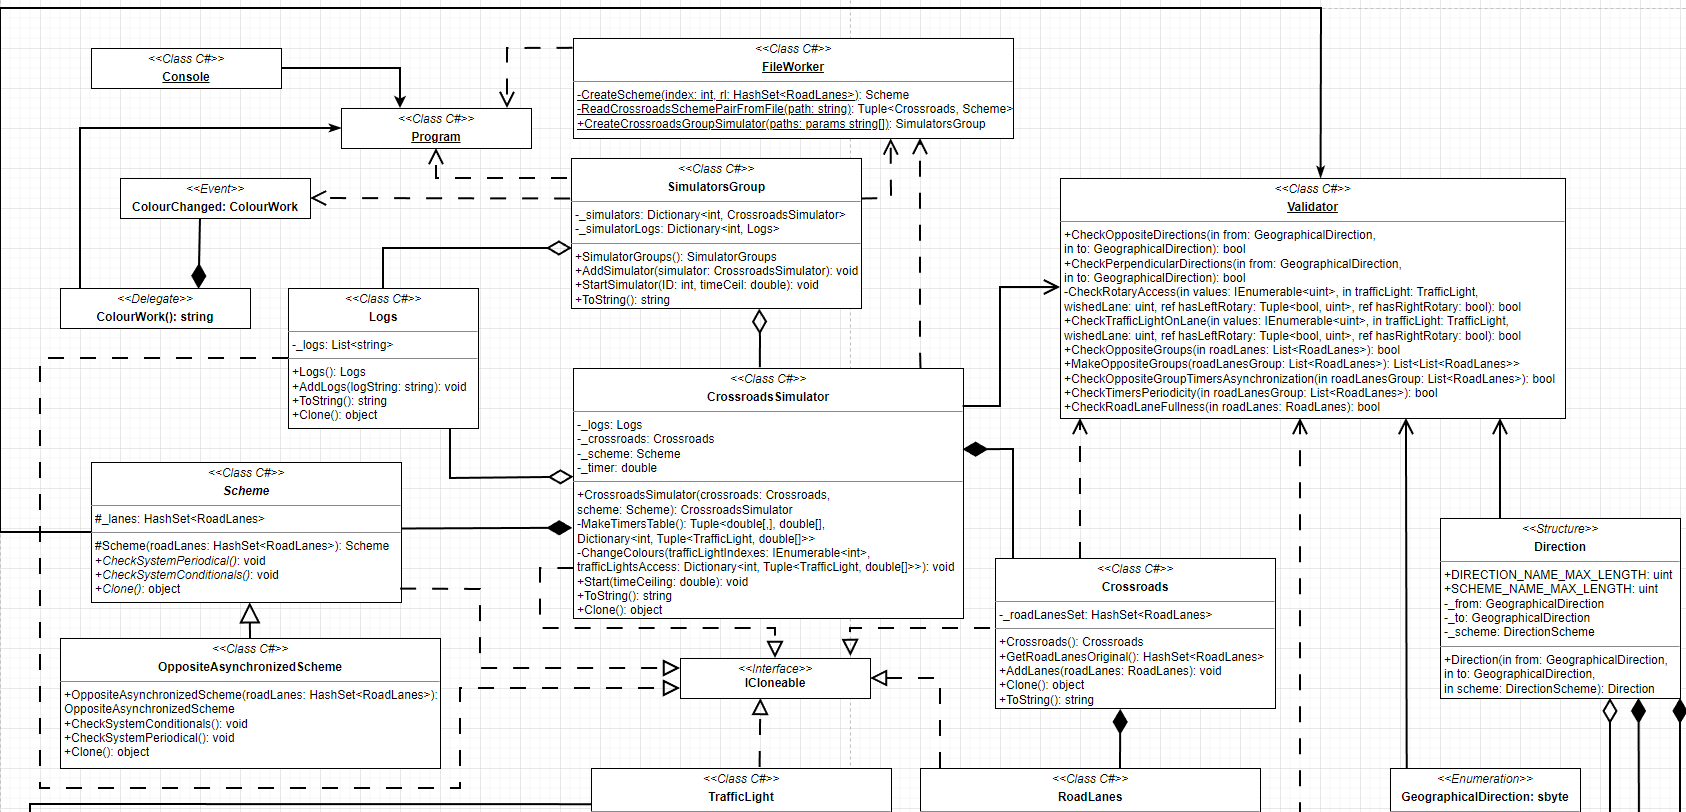 <<Class C#>>
Console
<<Class C#>>
FileWorker
-CreateScheme(index: int, rl: HashSet<RoadLanes>): Scheme
-ReadCrossroadsSchemePairFromFile(path: string): Tuple<Crossroads, Scheme>
+CreateCrossroadsGroupSimulator(paths: params string[]): SimulatorsGroup
<<Class C#>>
Program
<<Event>>
ColourChanged: ColourWork
<<Class C#>>
SimulatorsGroup
-_simulators: Dictionary<int, CrossroadsSimulator>
-_simulatorLogs: Dictionary<int, Logs>
+SimulatorGroups(): SimulatorGroups
+AddSimulator(simulator: CrossroadsSimulator): void
+StartSimulator(ID: int, timeCeil: double): void
+ToString(): string
<<Class C#>>
Validator
+CheckOppositeDirections(in from: GeorgaphicalDirection,
in to: GeorgaphicalDirection): bool
+CheckPerpendicularDirections(in from: GeorgaphicalDirection,
in to: GeorgaphicalDirection): bool
-CheckRotaryAccess(in values: IEnumerable<uint>, in trafficLight: TrafficLight,
wishedLane: uint, ref hasLeftRotary: Tuple<bool, uint>, ref hasRightRotary: bool): bool
+CheckTrafficLightOnLane(in values: IEnumerable<uint>, in trafficLight: TrafficLight,
wishedLane: uint, ref hasLeftRotary: Tuple<bool, uint>, ref hasRightRotary: bool): bool
+CheckOppositeGroups(in roadLanes: List<RoadLanes>): bool
+MakeOppositeGroups(roadLanesGroup: List<RoadLanes>): List<List<RoadLanes>>
+CheckOppositeGroupTimersAsynchronization(in roadLanesGroup: List<RoadLanes>): bool
+CheckTimersPeriodicity(in roadLanesGroup: List<RoadLanes>): bool
+CheckRoadLaneFullness(in roadLanes: RoadLanes): bool
<<Delegate>>
ColourWork(): string
<<Class C#>>
Logs
-_logs: List<string>
+Logs(): Logs
+AddLogs(logString: string): void
+ToString(): string
+Clone(): object
<<Class C#>>
CrossroadsSimulator
-_logs: Logs
-_crossroads: Crossroads
-_scheme: Scheme
-_timer: double
+CrossroadsSimulator(crossroads: Crossroads,
scheme: Scheme): CrossroadsSimulator
-MakeTimersTable(): Tuple<double[,], double[],
Dictionary<int, Tuple<TrafficLight, double[]>>
-ChangeColours(trafficLightIndexes: IEnumerable<int>,
trafficLightsAccess: Dictionary<int, Tuple<TrafficLight, double[]>>): void
+Start(timeCeiling: double): void
+ToString(): string
+Clone(): object
<<Class C#>>
Scheme
#_lanes: HashSet<RoadLanes>
#Scheme(roadLanes: HashSet<RoadLanes>): Scheme
+CheckSystemPeriodical(): void
+CheckSystemConditionals(): void
+Clone(): object
<<Class C#>>
OppositeAsynchronizedScheme
+OppositeAsynchronizedScheme(roadLanes: HashSet<RoadLanes>):
OppositeAsynchronizedScheme
+CheckSystemConditionals(): void
+CheckSystemPeriodical(): void
+Clone(): object
<<Interface>>
ICloneable
<<Class C#>>
Crossroads
-_roadLanesSet: HashSet<RoadLanes>
+Crossroads(): Crossroads
+GetRoadLanesOriginal(): HashSet<RoadLanes>
+AddLanes(roadLanes: RoadLanes): void
+Clone(): object
+ToString(): string
<<Structure>>
Direction
+DIRECTION_NAME_MAX_LENGTH: uint
+SCHEME_NAME_MAX_LENGTH: uint
-_from: GeorgaphicalDirection
-_to: GeorgaphicalDirection
-_scheme: DirectionScheme
+Direction(in from: GeorgaphicalDirection,
in to: GeorgaphicalDirection,
in scheme: DirectionScheme): Direction
<<Class C#>>
TrafficLight
<<Class C#>>
RoadLanes
<<Enumeration>>
GeorgaphicalDirection: sbyte